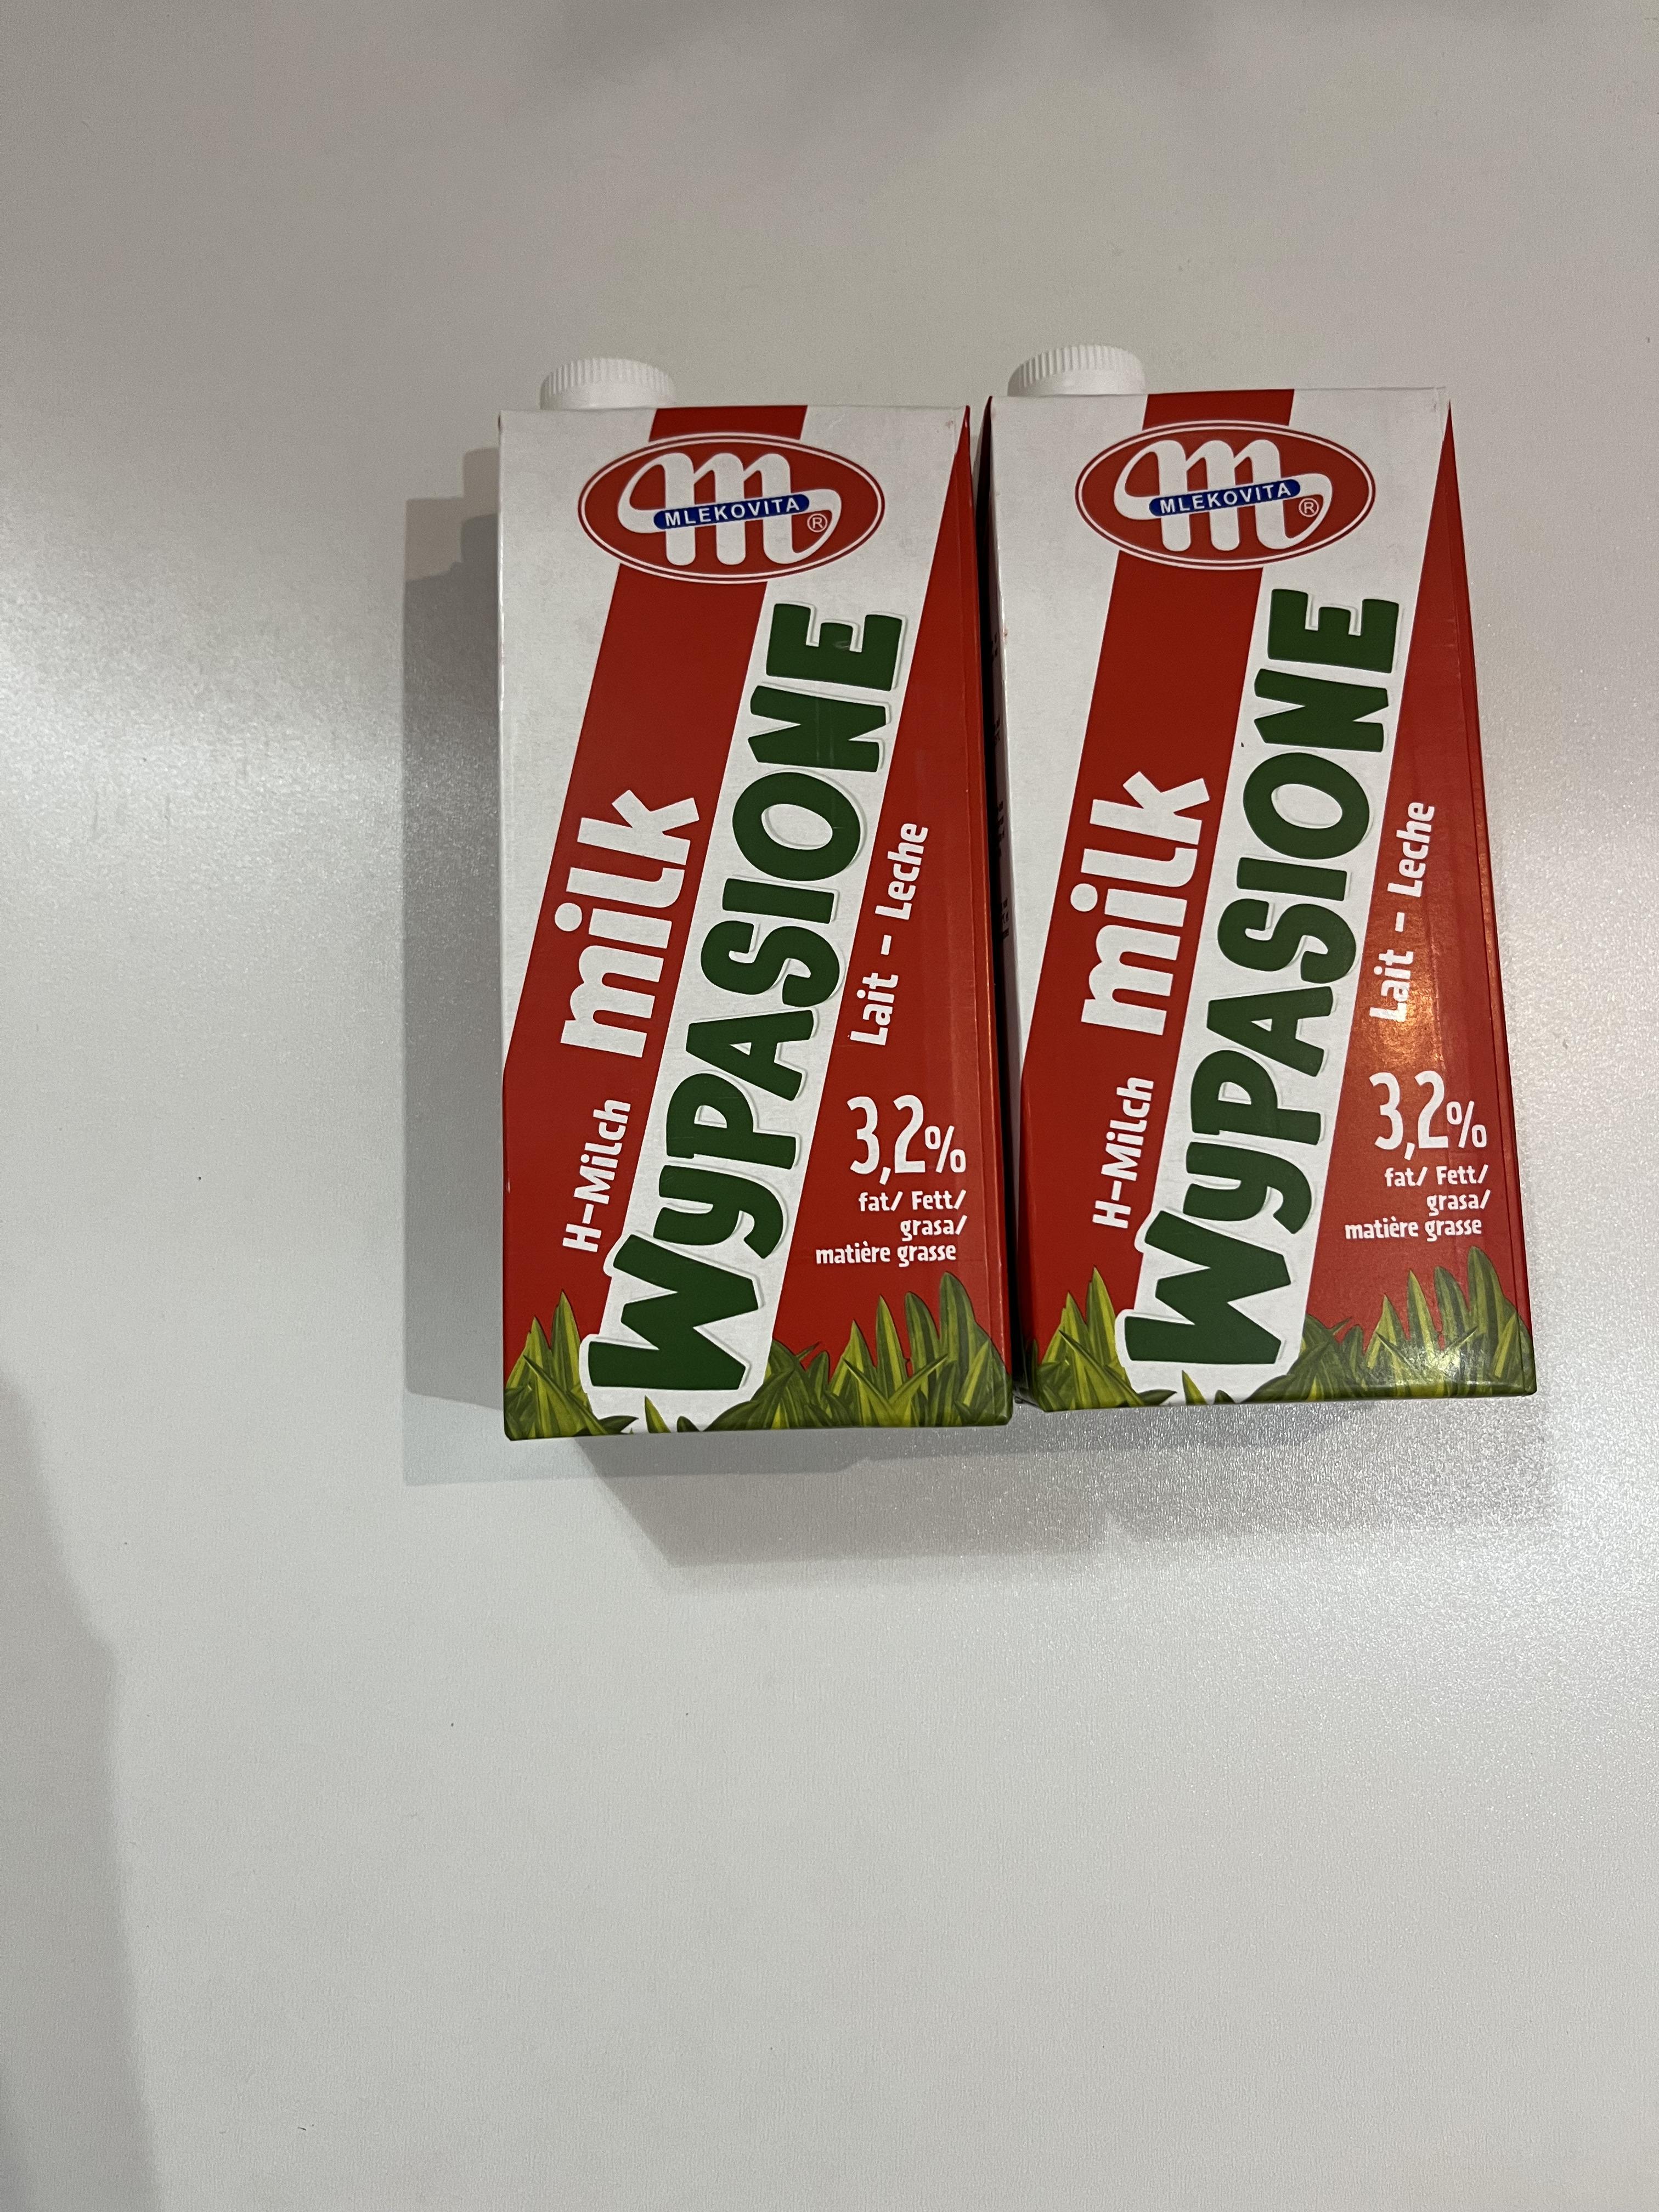 MLEKOVITA
®
H-Milch milk
WYPASIONE
Lait - Leche
3,2%
fat/ Fett/
grasa/
matière grasse
MLEKOVITA
®
H-Milch milk
WYPASIONE
Lait - Leche
3,2%
fat/ Fett/
grasa/
matière grasse